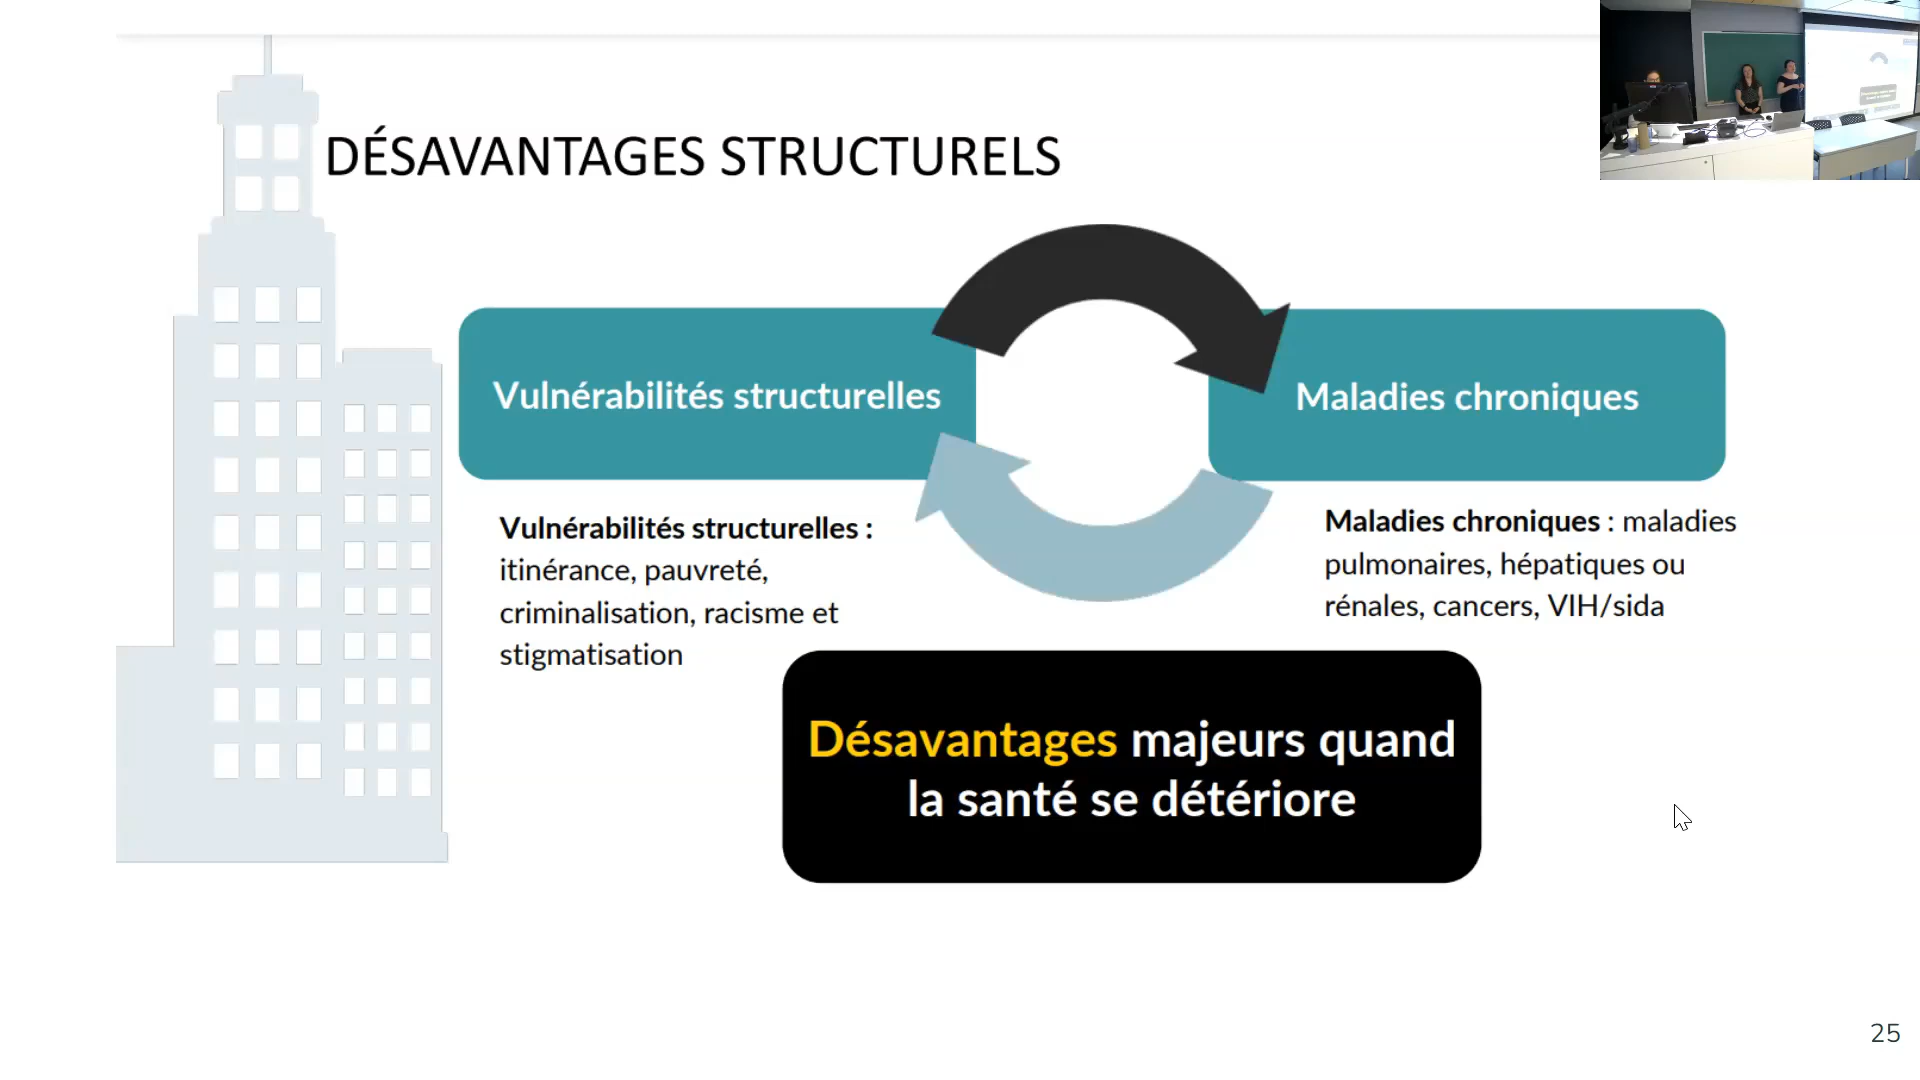 DÉSAVANTAGES STRUCTURELS
Vulnérabilités structurelles
Maladies chroniques
Vulnérabilités structurelles :
itinérance, pauvreté,
criminalisation, racisme et
stigmatisation
Maladies chroniques : maladies
pulmonaires, hépatiques ou
rénales, cancers, VIH/sida
Désavantages majeurs quand
la santé se détériore
25